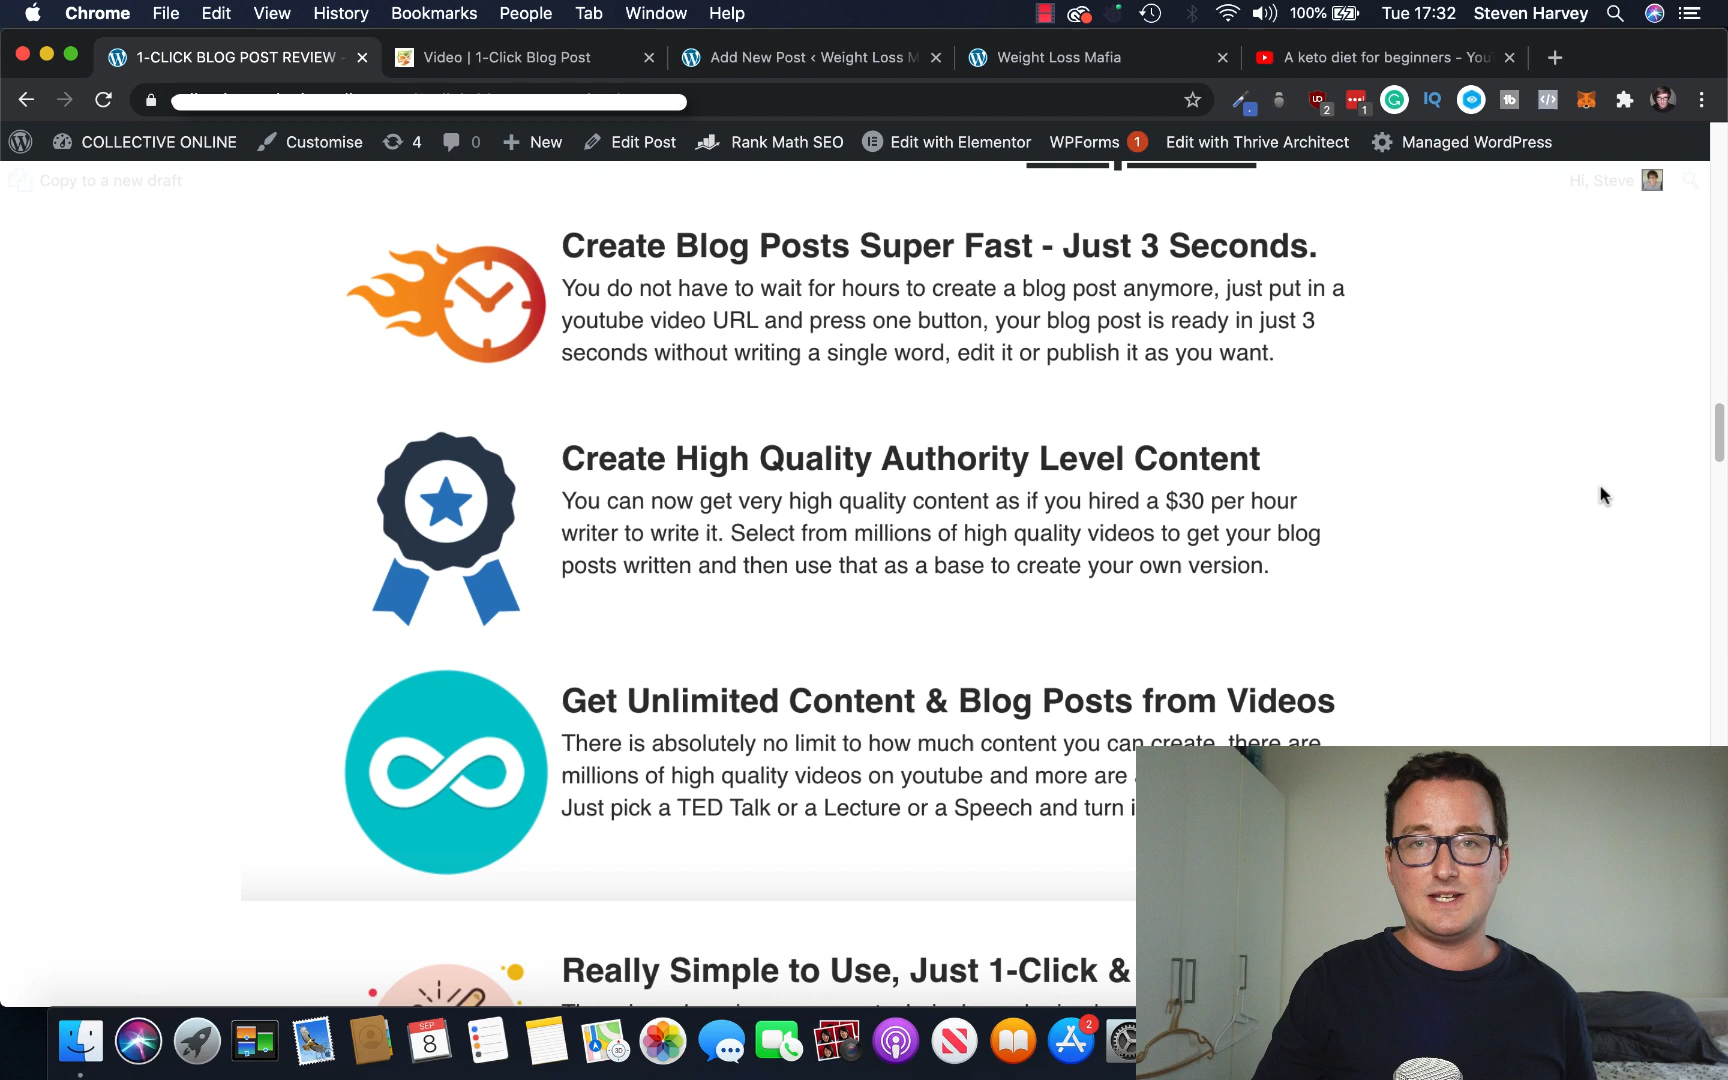 Chrome File Edit View History Bookmarks People Tab Window Help 100% Tue 17:32 Steven Harvey
1-CLICK BLOG POST REVIEW - Video | 1-Click Blog Post Add New Post ‹ Weight Loss M Weight Loss Mafia A keto diet for beginners - You
COLLECTIVE ONLINE Customise 4 0 New Edit Post Rank Math SEO Edit with Elementor WPForms 1 Edit with Thrive Architect Managed WordPress
Copy to a new draft Hi, Steve
Create Blog Posts Super Fast - Just 3 Seconds.
You do not have to wait for hours to create a blog post anymore, just put in a
youtube video URL and press one button, your blog post is ready in just 3
seconds without writing a single word, edit it or publish it as you want.
Create High Quality Authority Level Content
You can now get very high quality content as if you hired a $30 per hour
writer to write it. Select from millions of high quality videos to get your blog
posts written and then use that as a base to create your own version.
Get Unlimited Content & Blog Posts from Videos
There is absolutely no limit to how much content you can create, there are
millions of high quality videos on youtube and more are
Just pick a TED Talk or a Lecture or a Speech and turn i
Really Simple to Use, Just 1-Click &
SEP
8
2